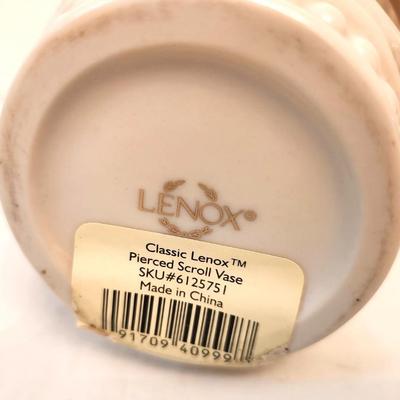 LENOX®
Classic Lenox™
Pierced Scroll Vase
SKU#6125751
Made in China
91709 40999